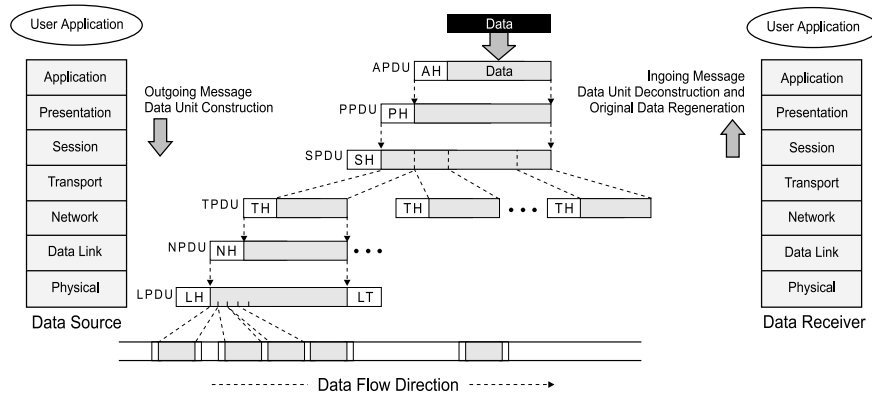 User Application
Application
Presentation
Session
Transport
Network
Data Link
Physical
Data Source
Outgoing Message
Data Unit Construction
Data
APDU AH Data
PPDU PH
SPDU SH
TPDU TH TH ••• TH
NPDU NH •••
LPDU LH LT
Data Flow Direction
Ingoing Message
Data Unit Deconstruction and
Original Data Regeneration
User Application
Application
Presentation
Session
Transport
Network
Data Link
Physical
Data Receiver